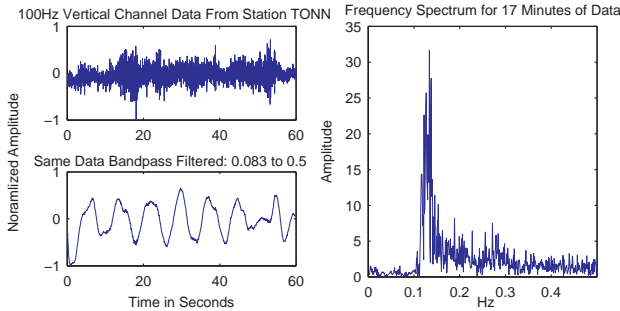 100Hz Vertical Channel Data From Station TONN
1
0
−1
0 20 40 60
Same Data Bandpass Filtered: 0.083 to 0.5
1
0
−1
0 20 40 60
Time in Seconds
Noramlized Amplitude
Frequency Spectrum for 17 Minutes of Data
35
30
25
20
15
10
5
0
0 0.1 0.2 0.3 0.4
Hz
Amplitude